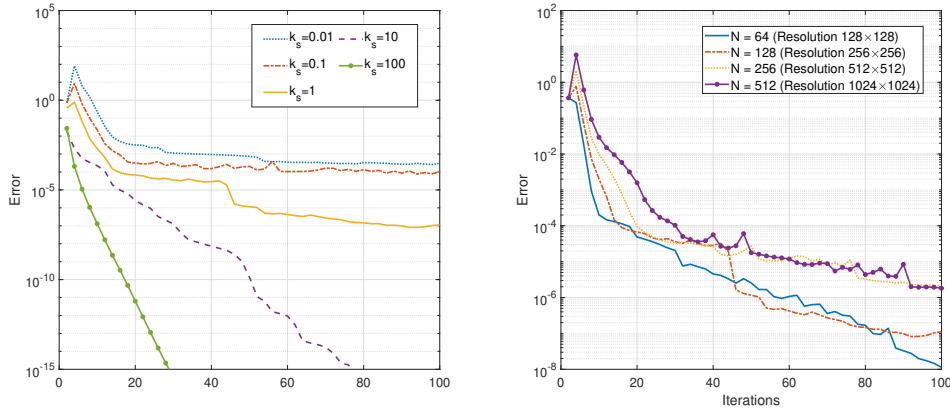 Error
10^5
10^0
10^-5
10^-10
10^-15
0
20
40
60
80
100
k_s=0.01
k_s=0.1
k_s=1
k_s=10
k_s=100
Error
10^2
10^0
10^-2
10^-4
10^-6
10^-8
0
20
40
60
80
100
Iterations
N = 64 (Resolution 128×128)
N = 128 (Resolution 256×256)
N = 256 (Resolution 512×512)
N = 512 (Resolution 1024×1024)